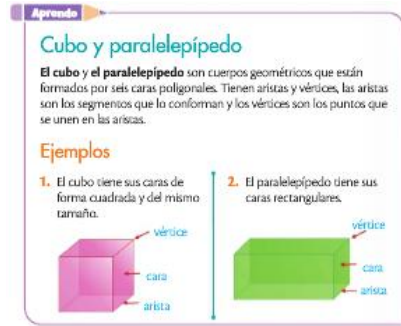 Aprendo
Cubo y paralelepípedo
El cubo y el paralelepípedo son cuerpos geométricos que están
formados por seis caras poligonales. Tienen aristas y vértices, las aristas
son los segmentos que lo conforman y los vértices son los puntos que
se unen en las aristas.
Ejemplos
1. El cubo tiene sus caras de
forma cuadrada y del mismo
tamaño.
vértice
cara
arista
2. El paralelepípedo tiene sus
caras rectangulares.
vértice
cara
arista